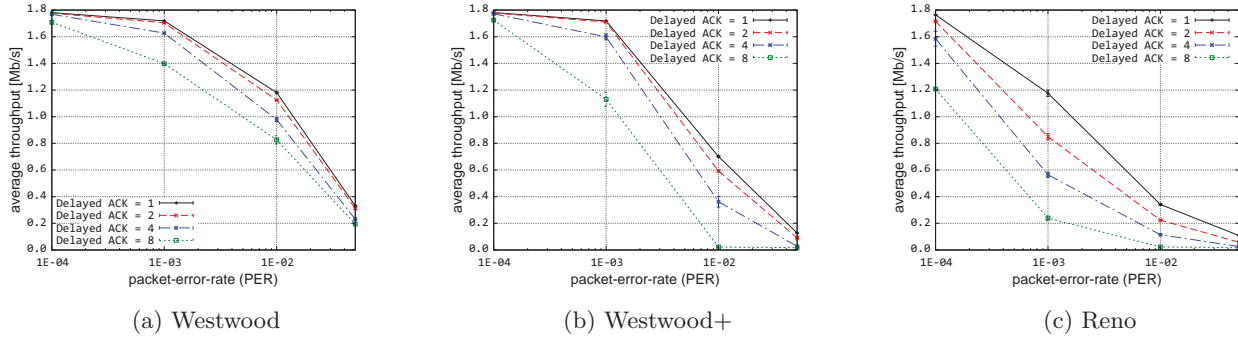 average throughput [Mb/s]
1.8
1.6
1.4
1.2
1.0
0.8
0.6
0.4
0.2
0.0
Delayed ACK = 1
Delayed ACK = 2
Delayed ACK = 4
Delayed ACK = 8
1E-04
1E-03
1E-02
packet-error-rate (PER)
(a) Westwood
average throughput [Mb/s]
1.8
1.6
1.4
1.2
1.0
0.8
0.6
0.4
0.2
0.0
Delayed ACK = 1
Delayed ACK = 2
Delayed ACK = 4
Delayed ACK = 8
1E-04
1E-03
1E-02
packet-error-rate (PER)
(b) Westwood+
average throughput [Mb/s]
1.8
1.6
1.4
1.2
1.0
0.8
0.6
0.4
0.2
0.0
Delayed ACK = 1
Delayed ACK = 2
Delayed ACK = 4
Delayed ACK = 8
1E-04
1E-03
1E-02
packet-error-rate (PER)
(c) Reno